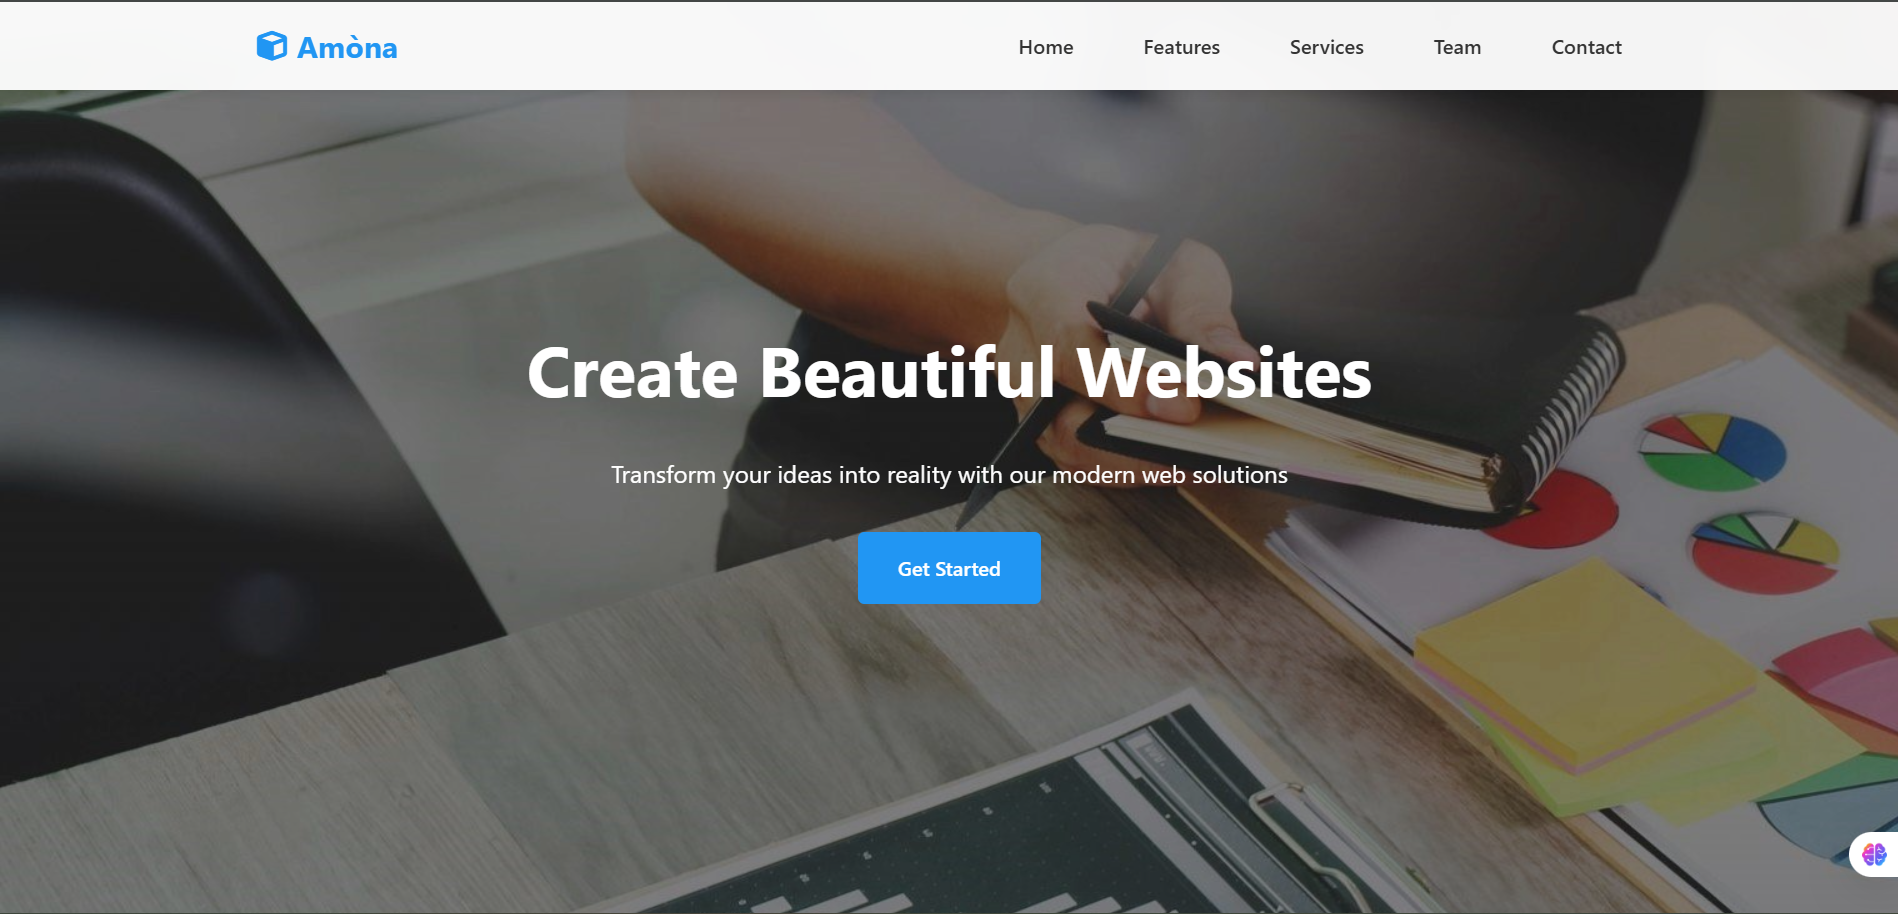 Amòna
Home
Features
Services
Team
Contact
Create Beautiful Websites
Transform your ideas into reality with our modern web solutions
Get Started